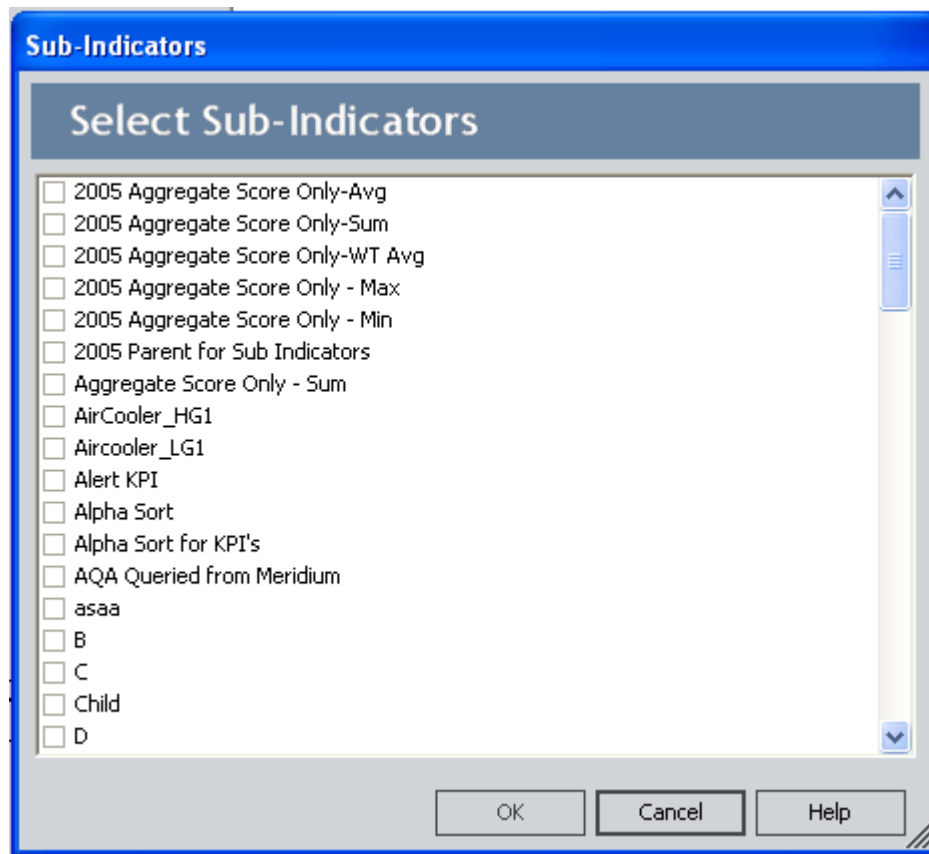 Sub-Indicators
Select Sub-Indicators
2005 Aggregate Score Only-Avg
2005 Aggregate Score Only-Sum
2005 Aggregate Score Only-WT Avg
2005 Aggregate Score Only - Max
2005 Aggregate Score Only - Min
2005 Parent for Sub Indicators
Aggregate Score Only - Sum
AirCooler_HG1
Aircooler_LG1
Alert KPI
Alpha Sort
Alpha Sort for KPI's
AQA Queried from Meridium
asaa
B
C
Child
D
OK Cancel Help